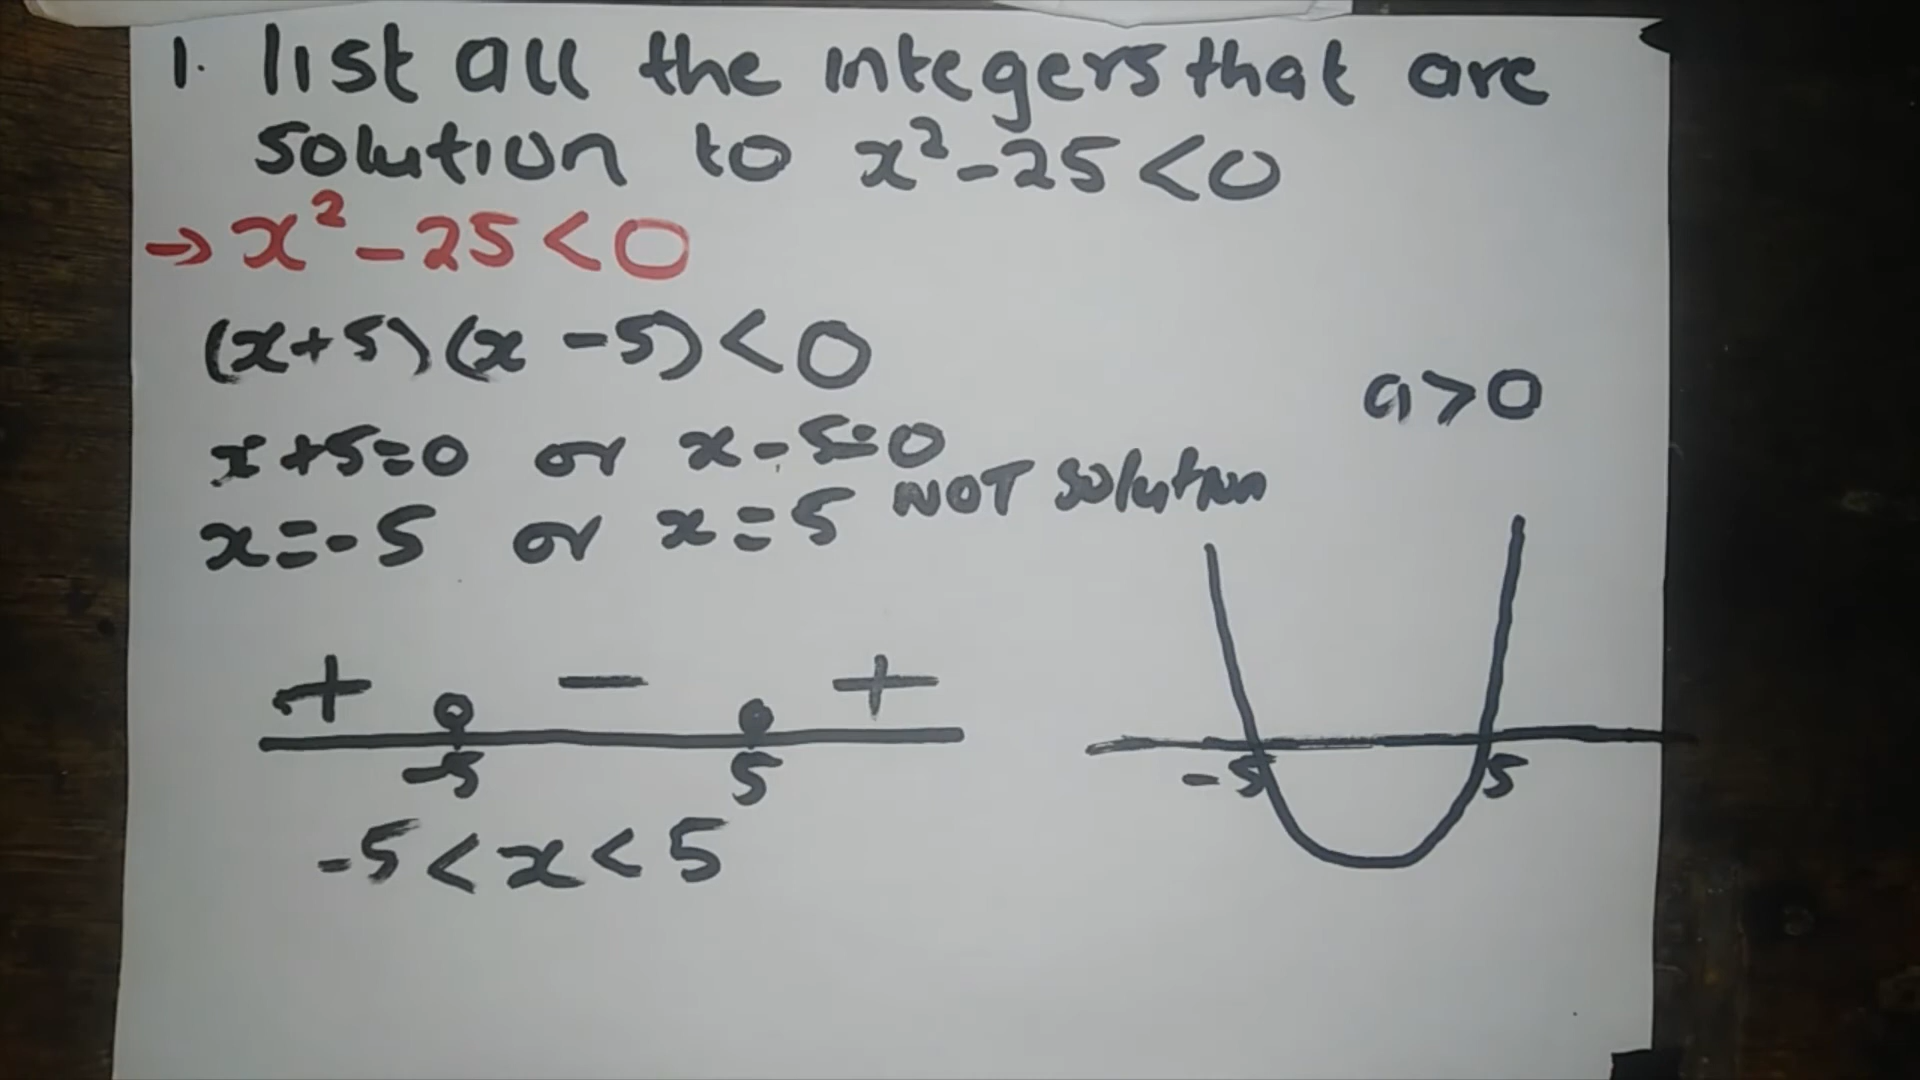 1. list all the integers that are
solution to x²-25<0
→x²-25<0
(x+5)(x-5)<0
a>0
x+5=0 or x-5=0
x=-5 or x=5 NOT solution
+ - +
-5 5
-5 5
-5<x<5